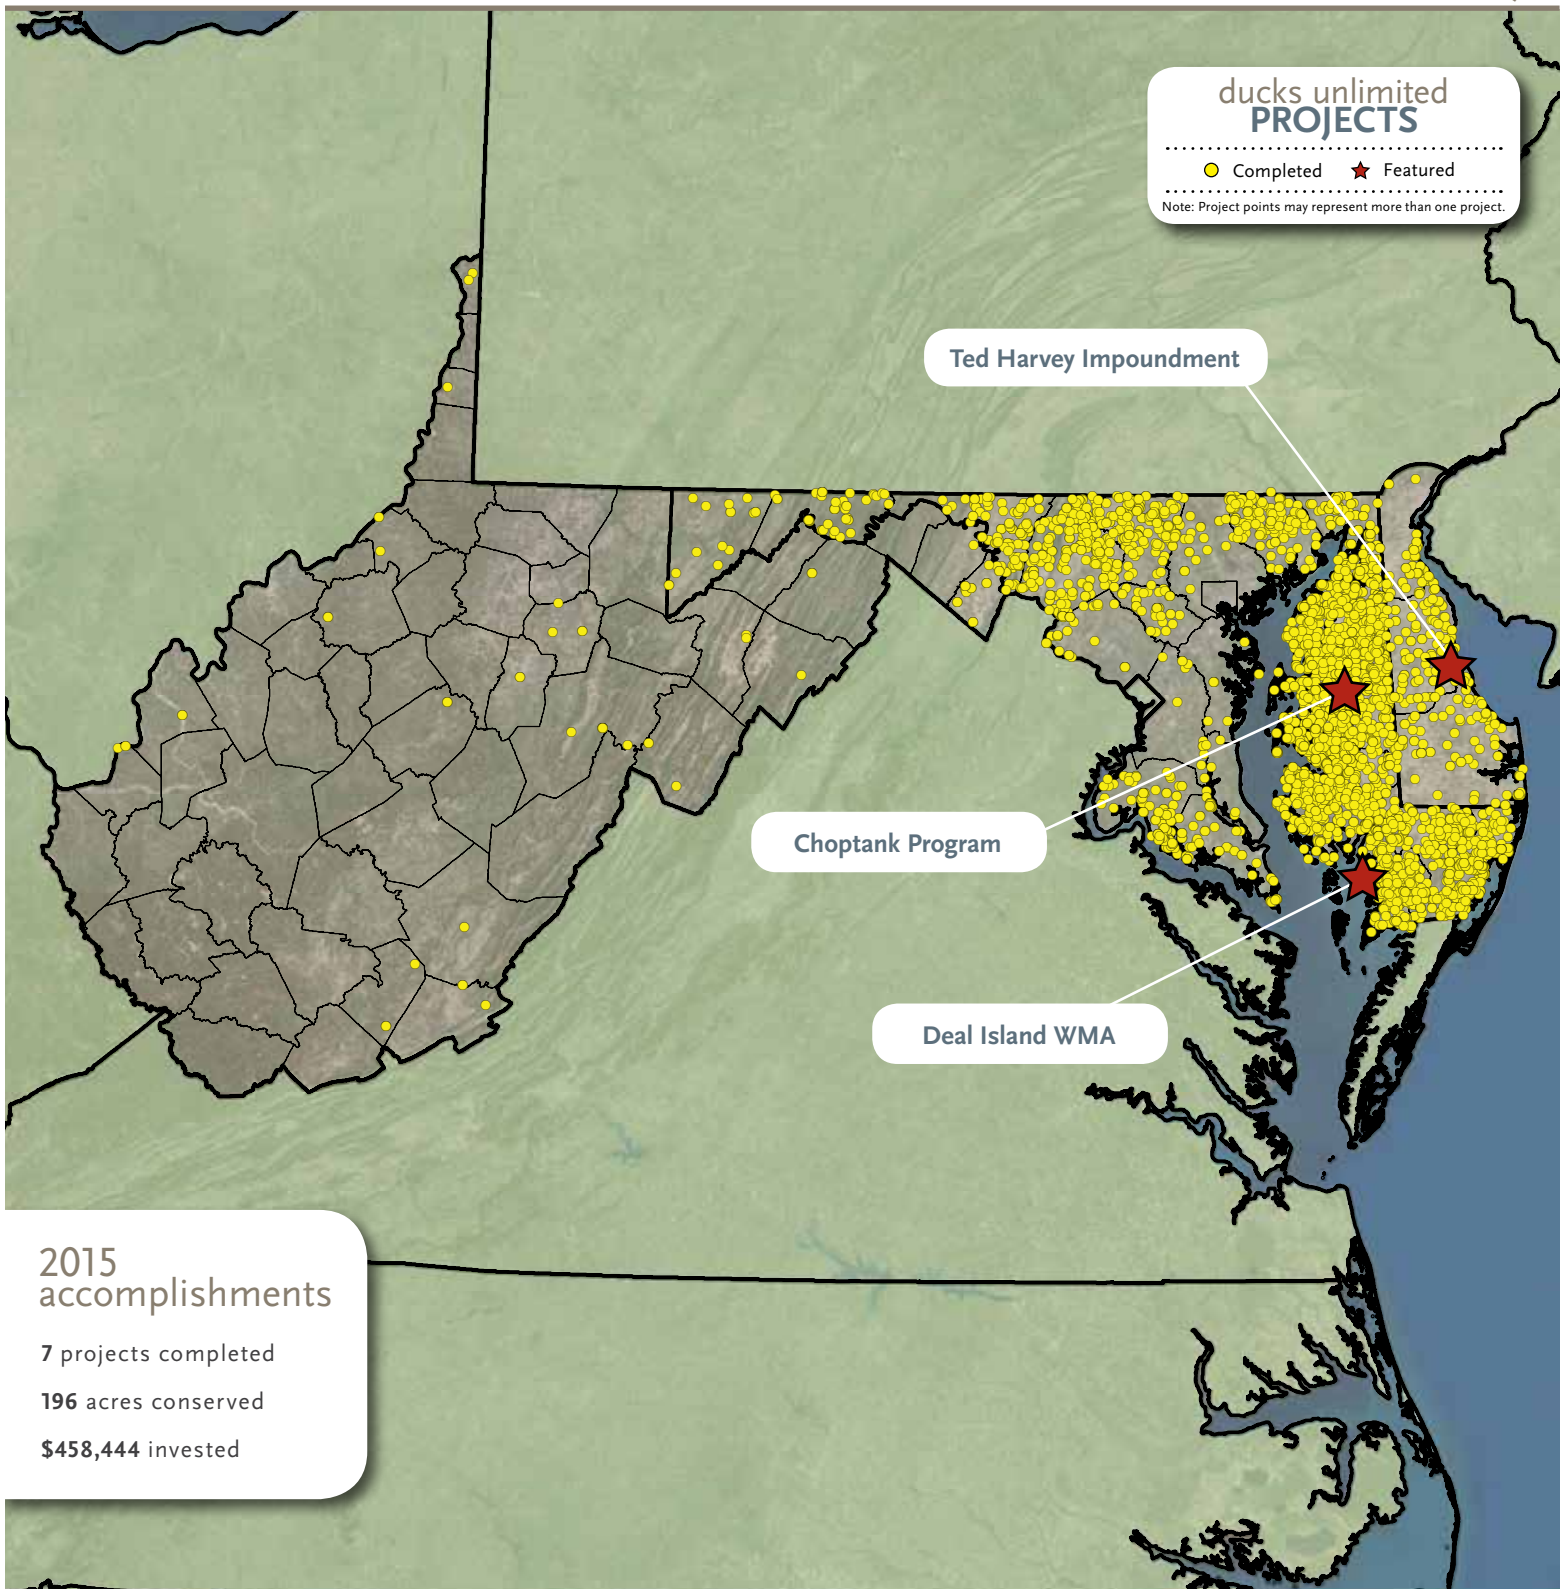 ducks unlimited
PROJECTS
Completed Featured
Note: Project points may represent more than one project.
Ted Harvey Impoundment
Choptank Program
Deal Island WMA
2015
accomplishments
7 projects completed
196 acres conserved
$458,444 invested